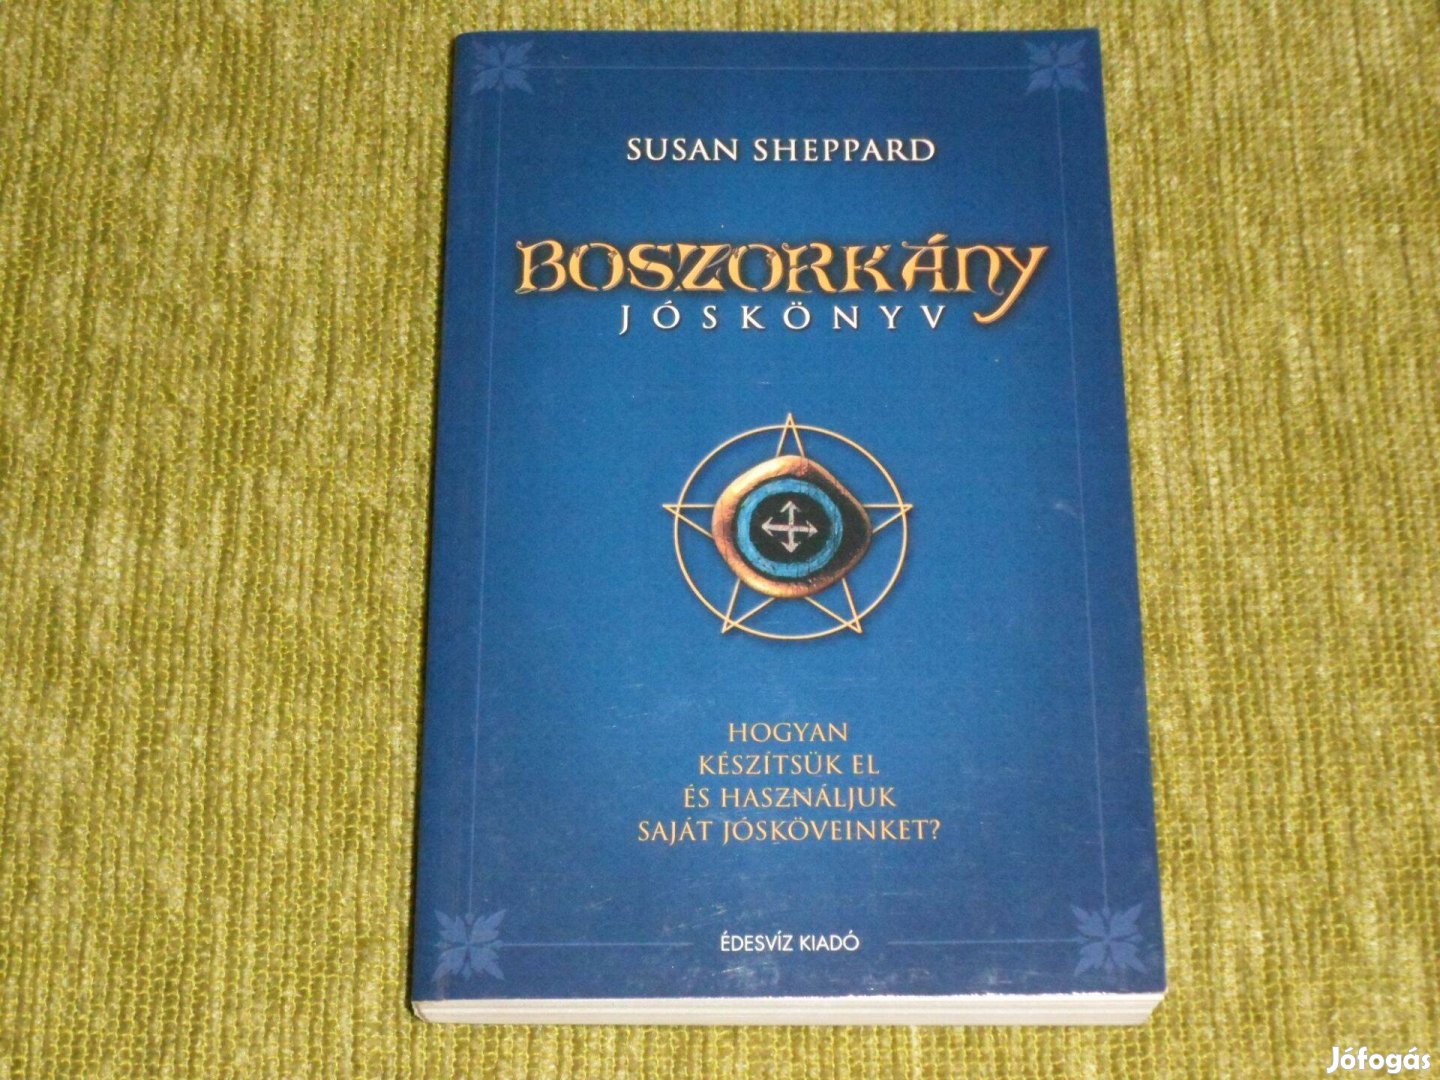 SUSAN SHEPPARD
BOSZORKÁNY
JÓSKÖNYV
HOGYAN
KÉSZÍTSÜK EL
ÉS HASZNÁLJUK
SAJÁT JÓSKÖVEINKET?
ÉDESVÍZ KIADÓ
Jófogás